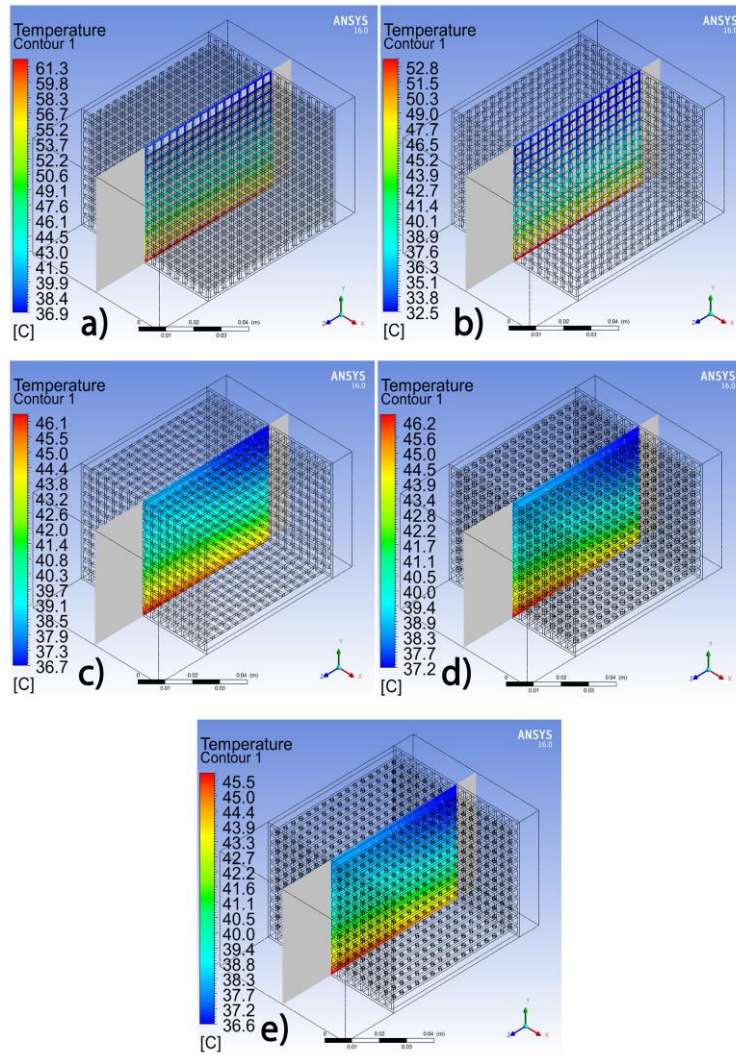 Temperature
Contour 1
ANSYS
16.0
61.3
59.8
58.3
56.7
55.2
53.7
52.2
50.6
49.1
47.6
46.1
44.5
43.0
41.5
39.9
38.4
36.9
[C]
a)
0 0.02 0.04 (m)
0.01 0.03
Y
Z X
Temperature
Contour 1
ANSYS
16.0
52.8
51.5
50.3
49.0
47.7
46.5
45.2
43.9
42.7
41.4
40.1
38.9
37.6
36.3
35.1
33.8
32.5
[C]
b)
0 0.02 0.04 (m)
0.01 0.03
Y
Z X
Temperature
Contour 1
ANSYS
16.0
46.1
45.5
45.0
44.4
43.8
43.2
42.6
42.0
41.4
40.8
40.3
39.7
39.1
38.5
37.9
37.3
36.7
[C]
c)
0 0.02 0.04 (m)
0.01 0.03
Y
Z X
Temperature
Contour 1
ANSYS
16.0
46.2
45.6
45.0
44.5
43.9
43.4
42.8
42.2
41.7
41.1
40.5
40.0
39.4
38.9
38.3
37.7
37.2
[C]
d)
0 0.02 0.04 (m)
0.01 0.03
Y
Z X
Temperature
Contour 1
ANSYS
16.0
45.5
45.0
44.4
43.9
43.3
42.7
42.2
41.6
41.1
40.5
40.0
39.4
38.8
38.3
37.7
37.2
36.6
[C]
e)
0 0.02 0.04 (m)
0.01 0.03
Y
Z X